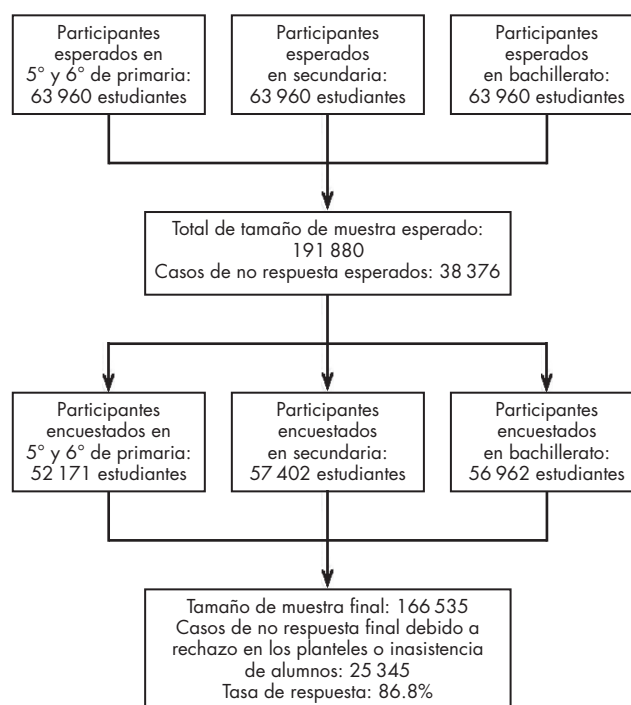 Participantes
esperados en
5° y 6° de primaria:
63 960 estudiantes
Participantes
esperados
en secundaria:
63 960 estudiantes
Participantes
esperados
en bachillerato:
63 960 estudiantes
Total de tamaño de muestra esperado:
191 880
Casos de no respuesta esperados: 38 376
Participantes
encuestados en
5° y 6° de primaria:
52 171 estudiantes
Participantes
encuestados
en secundaria:
57 402 estudiantes
Participantes
encuestados
en bachillerato:
56 962 estudiantes
Tamaño de muestra final: 166 535
Casos de no respuesta final debido a
rechazo en los planteles o inasistencia
de alumnos: 25 345
Tasa de respuesta: 86.8%